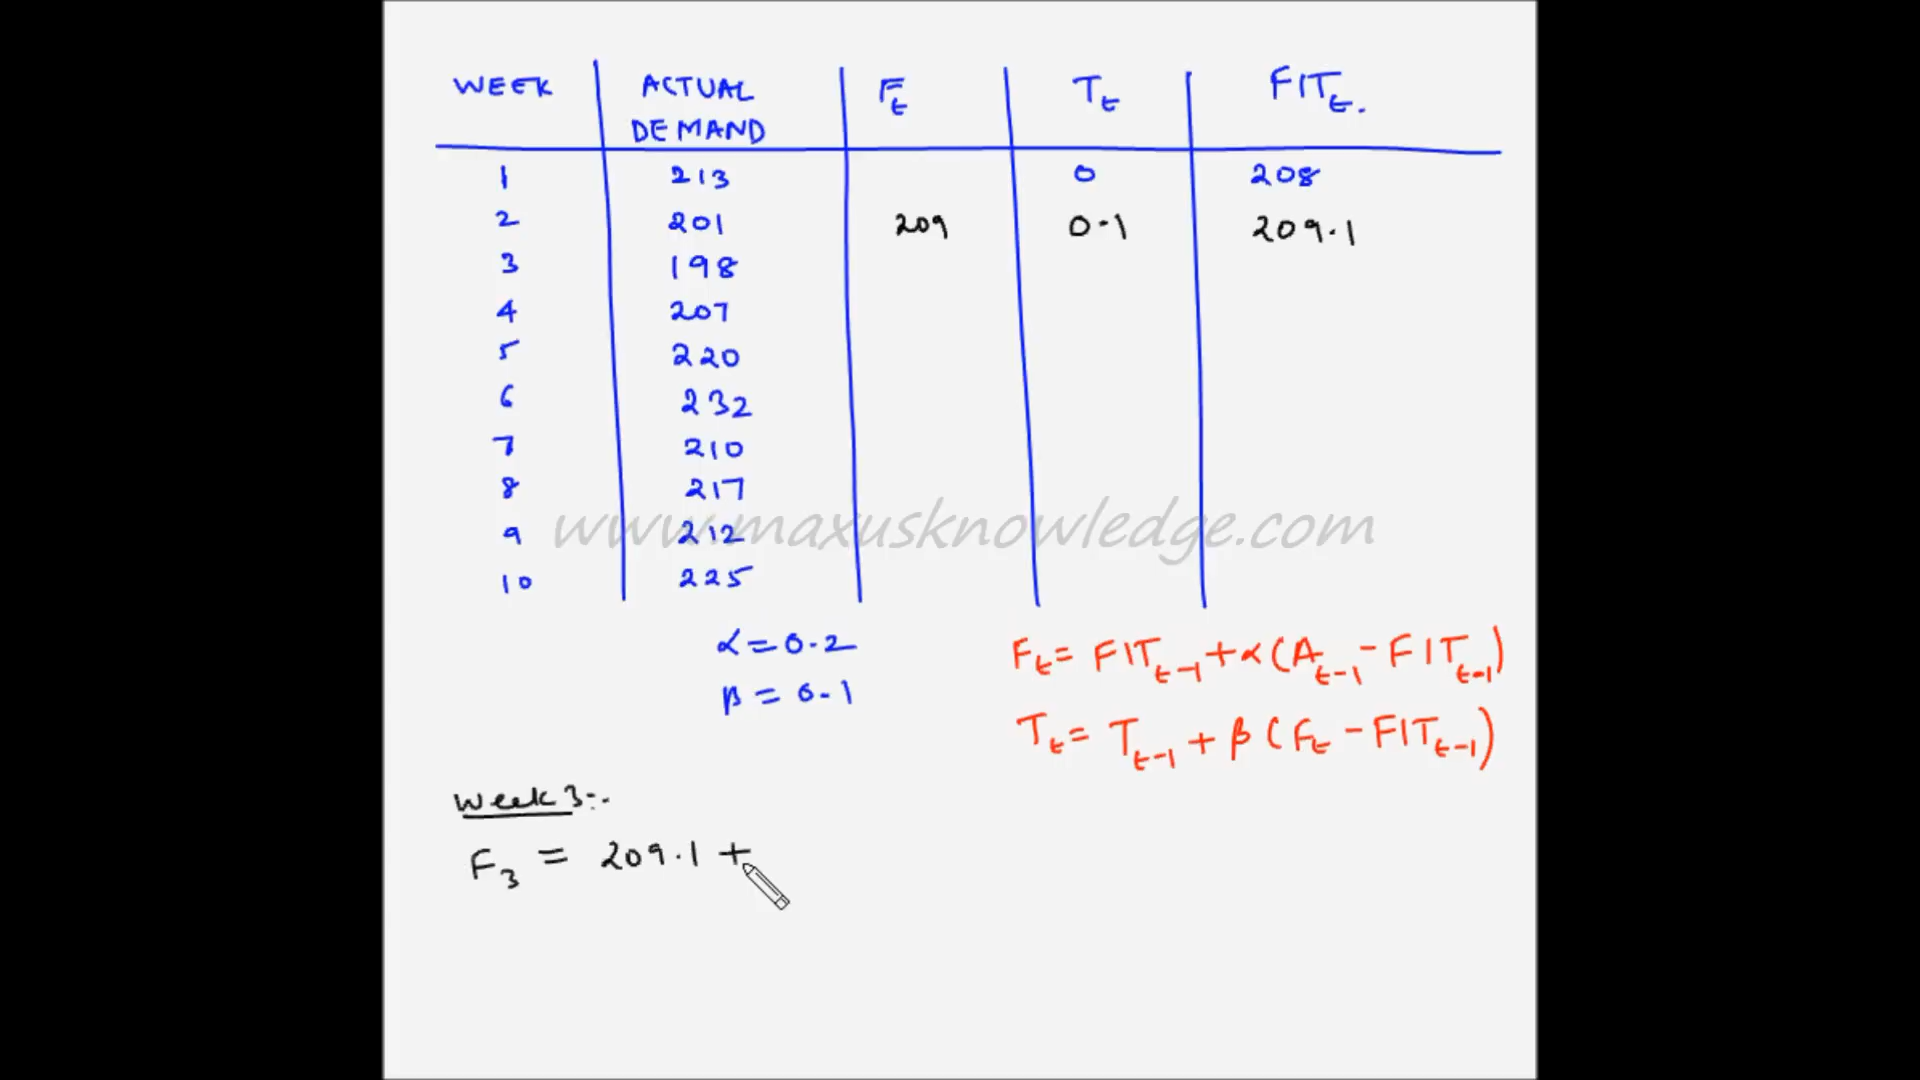 WEEK ACTUAL DEMAND Ft Tt FITt.
1 213 0 208
2 201 209 0.1 209.1
3 198
4 207
5 220
6 232
7 210
8 217
www.maxusknowledge.com
9 212
10 225
α = 0.2
β = 0.1
Ft = FITt-1 + α (At-1 - FITt-1)
Tt = Tt-1 + β (Ft - FITt-1)
Week 3:-
F3 = 209.1 +